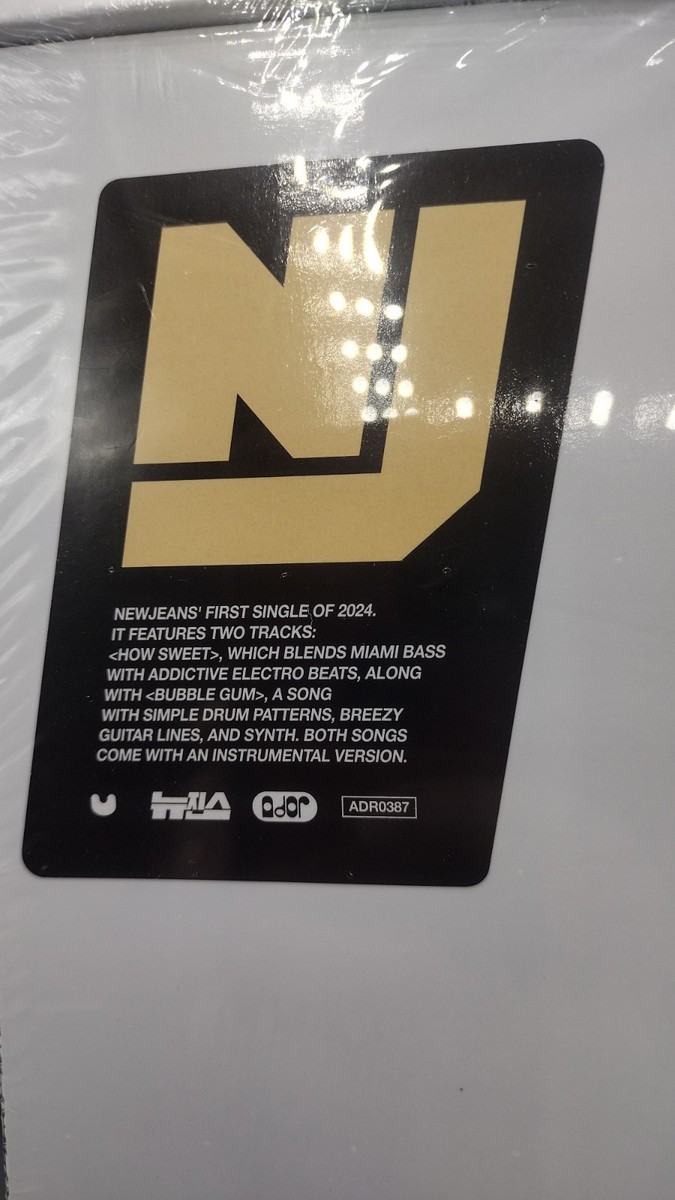 NJ
NEWJEANS' FIRST SINGLE OF 2024.
IT FEATURES TWO TRACKS:
<HOW SWEET>, WHICH BLENDS MIAMI BASS
WITH ADDICTIVE ELECTRO BEATS, ALONG
WITH <BUBBLE GUM>, A SONG
WITH SIMPLE DRUM PATTERNS, BREEZY
GUITAR LINES, AND SYNTH. BOTH SONGS
COME WITH AN INSTRUMENTAL VERSION.
뉴진스 ador ADR0387